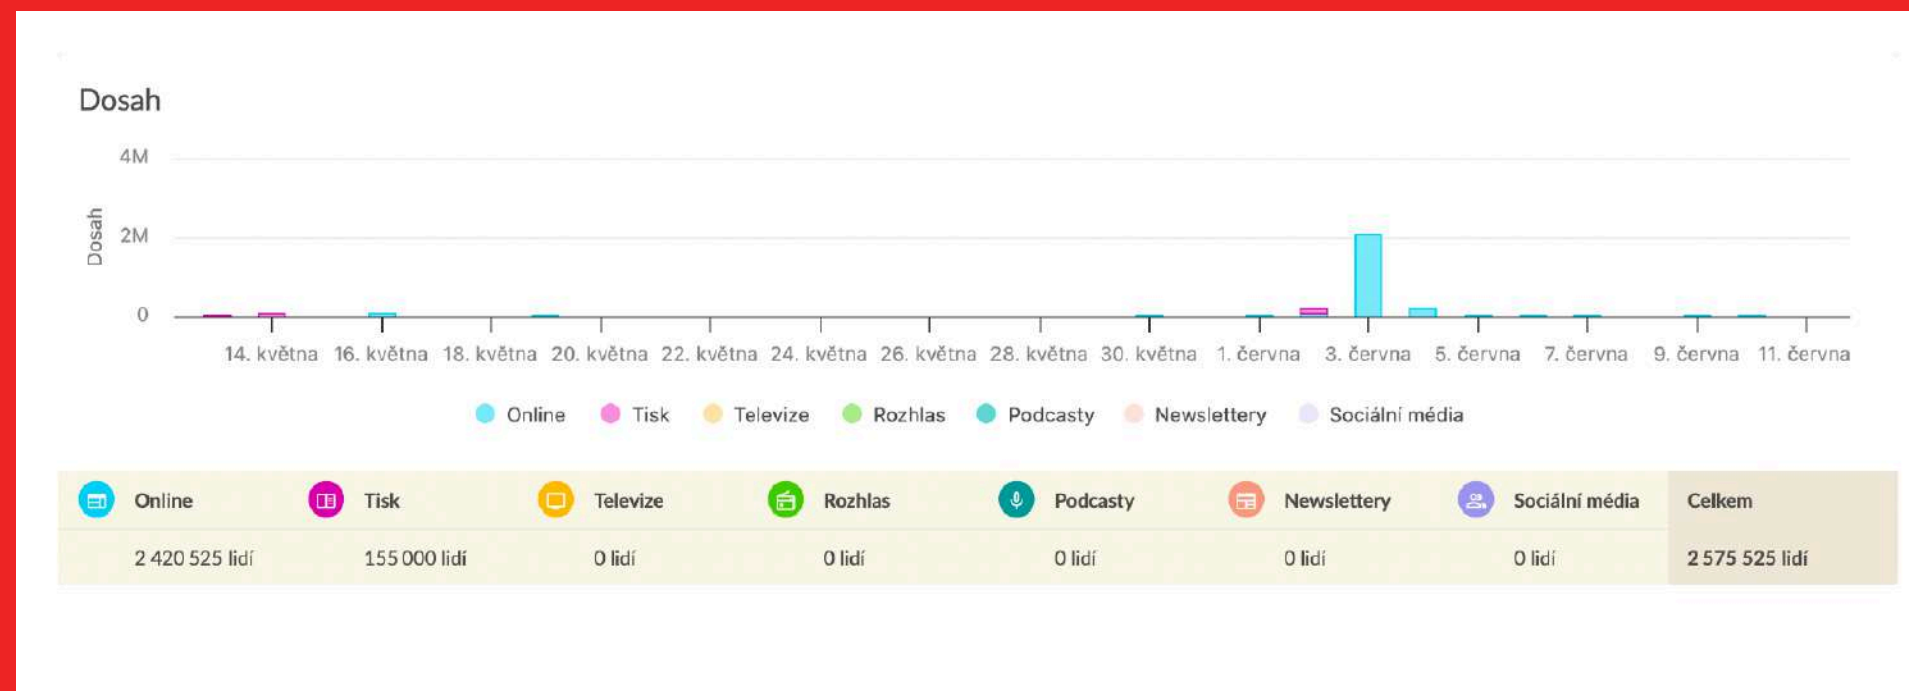 Dosah
4M
2M
0
Dosah
14. května 16. května 18. května 20. května 22. května 24. května 26. května 28. května 30. května 1. června 3. června 5. června 7. června 9. června 11. června
Online Tisk Televize Rozhlas Podcasty Newslettery Sociální média
Online Tisk Televize Rozhlas Podcasty Newslettery Sociální média Celkem
2 420 525 lidí 155 000 lidí 0 lidí 0 lidí 0 lidí 0 lidí 0 lidí 2 575 525 lidí